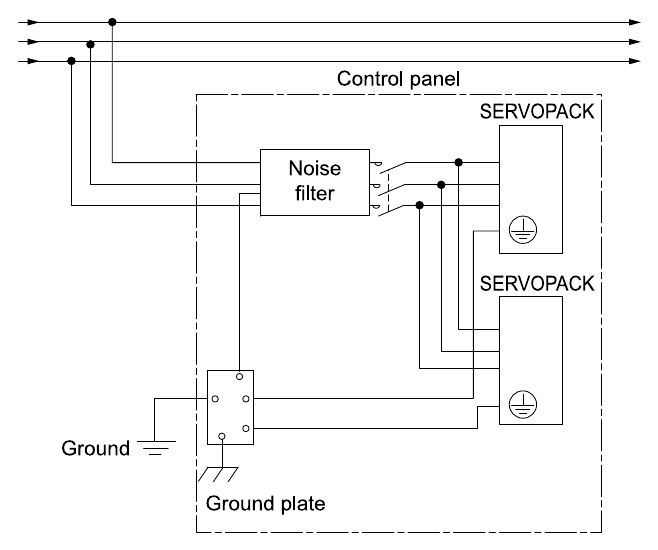 Control panel
SERVOPACK
Noise
filter
SERVOPACK
Ground
Ground plate